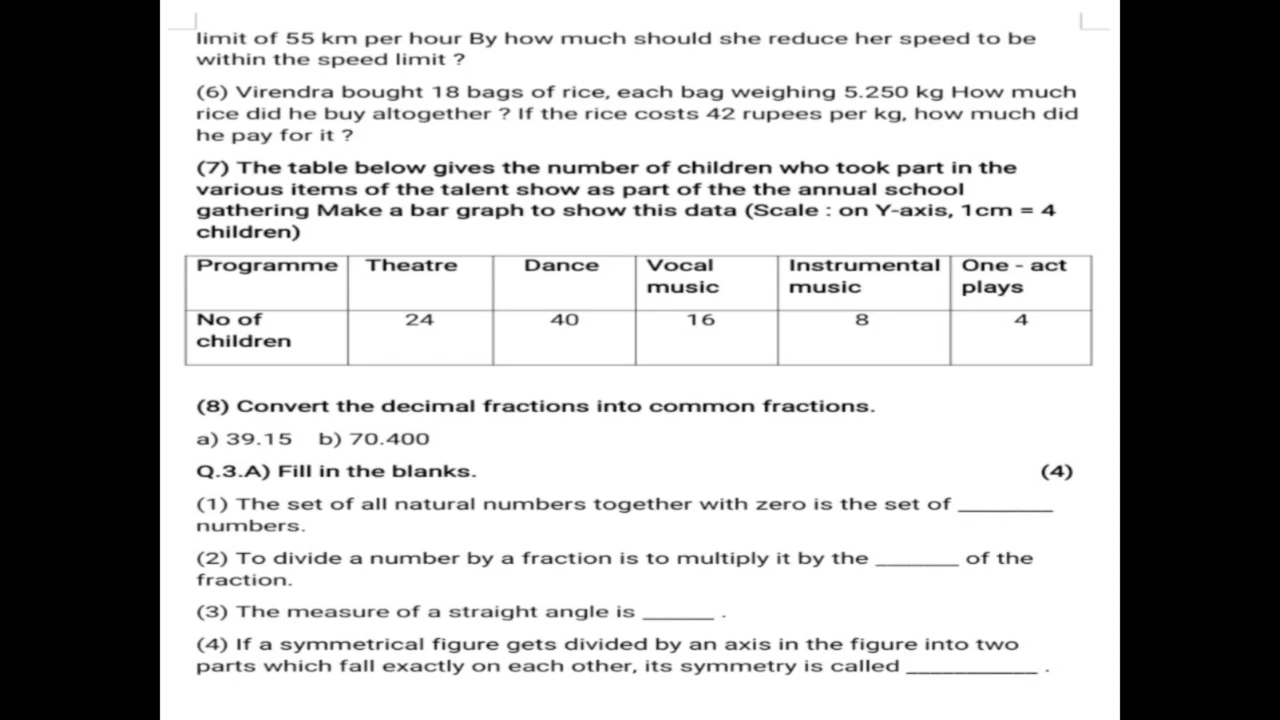 limit of 55 km per hour By how much should she reduce her speed to be
within the speed limit ?
(6) Virendra bought 18 bags of rice, each bag weighing 5.250 kg How much
rice did he buy altogether ? If the rice costs 42 rupees per kg, how much did
he pay for it ?
(7) The table below gives the number of children who took part in the
various items of the talent show as part of the the annual school
gathering Make a bar graph to show this data (Scale : on Y-axis, 1cm = 4
children)
Programme Theatre Dance Vocal music Instrumental music One - act plays
No of children 24 40 16 8 4
(8) Convert the decimal fractions into common fractions.
a) 39.15 b) 70.400
Q.3.A) Fill in the blanks. (4)
(1) The set of all natural numbers together with zero is the set of ________
numbers.
(2) To divide a number by a fraction is to multiply it by the _______ of the
fraction.
(3) The measure of a straight angle is ______ .
(4) If a symmetrical figure gets divided by an axis in the figure into two
parts which fall exactly on each other, its symmetry is called ___________ .